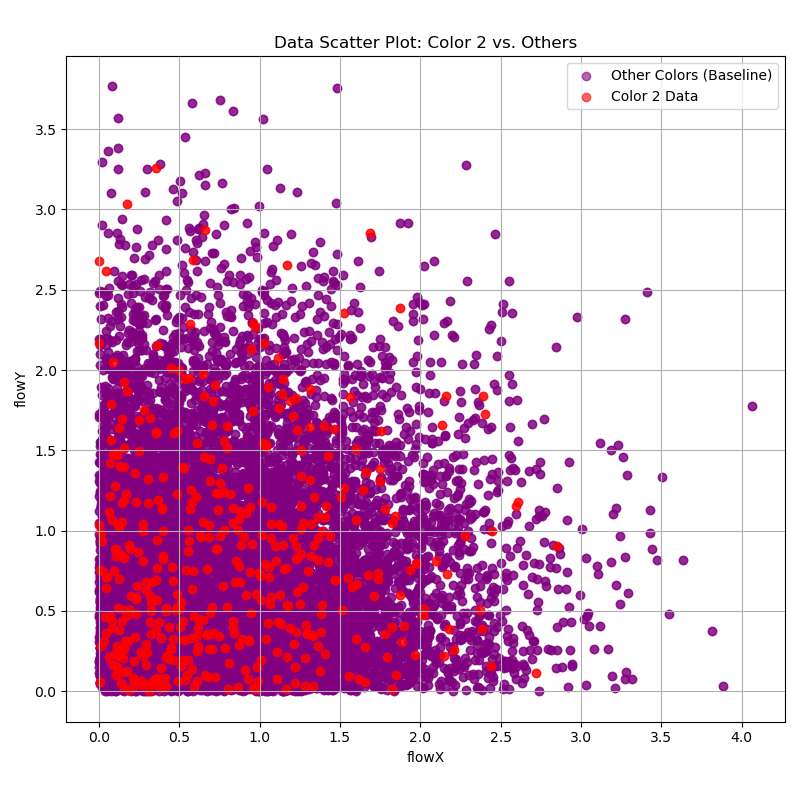 Data Scatter Plot: Color 2 vs. Others
Other Colors (Baseline)
Color 2 Data
flowY
3.5
3.0
2.5
2.0
1.5
1.0
0.5
0.0
0.0 0.5 1.0 1.5 2.0 2.5 3.0 3.5 4.0
flowX